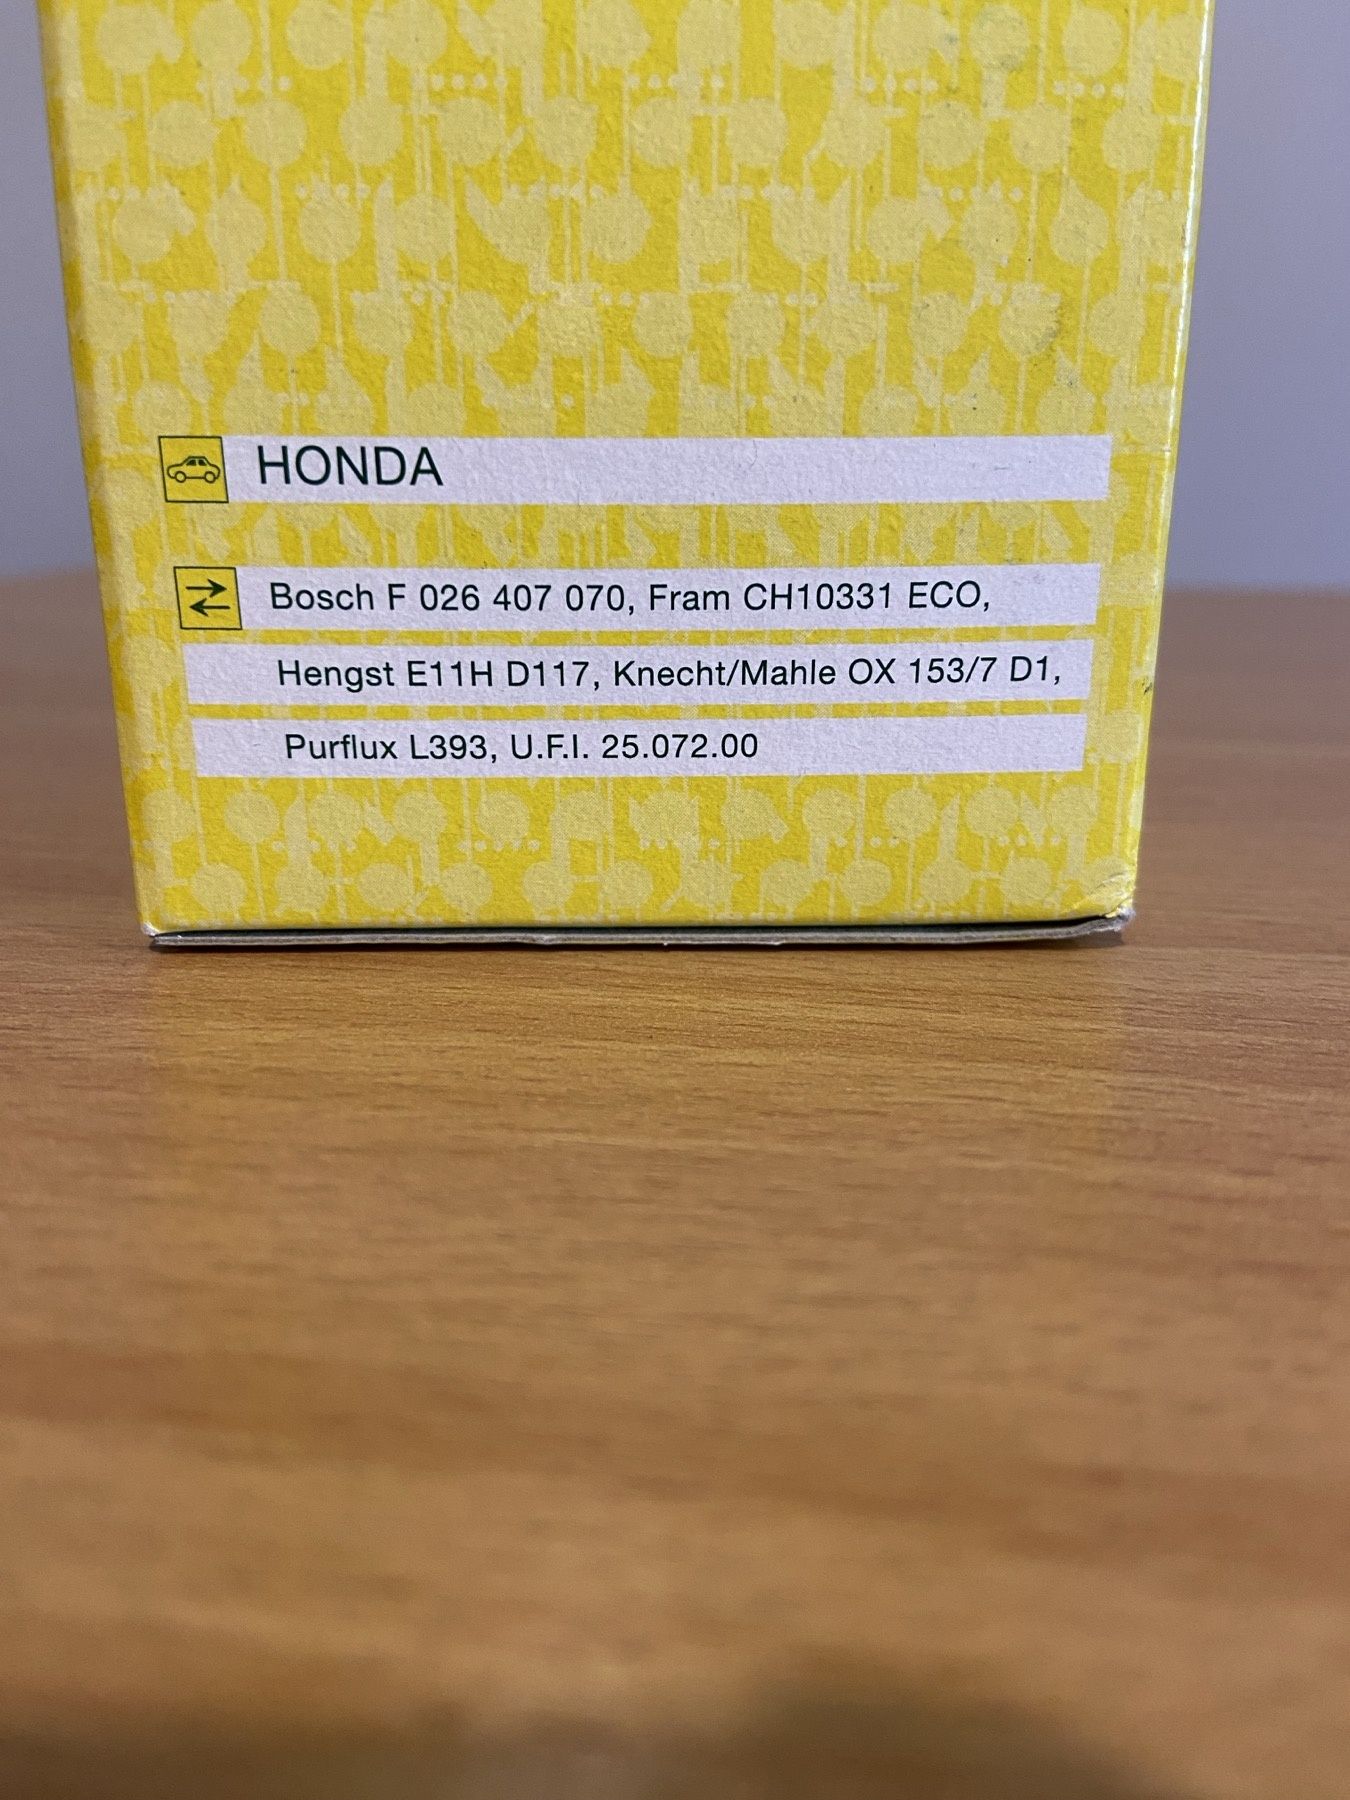 HONDA
Bosch F 026 407 070, Fram CH10331 ECO,
Hengst E11H D117, Knecht/Mahle OX 153/7 D1,
Purflux L393, U.F.I. 25.072.00